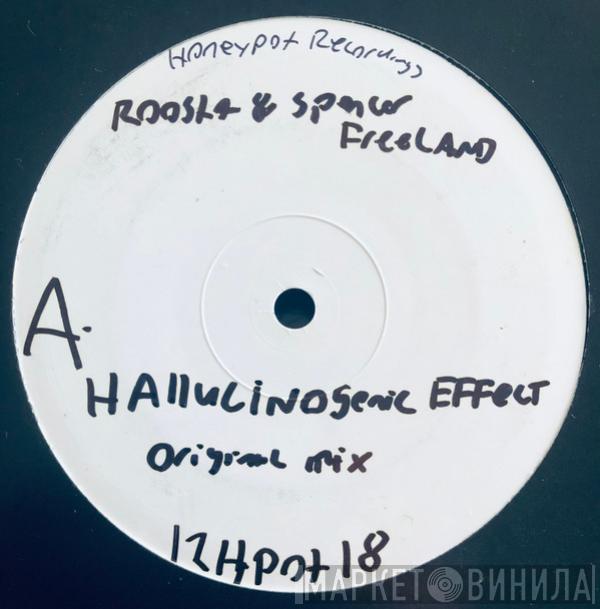 Honeypot Recordings
ROOSTA & Spencer
FreeLAND
A.
HAllucINOgenic EFFecT
Original mix
12HPot18
МАРКЕТ ВИНИЛА